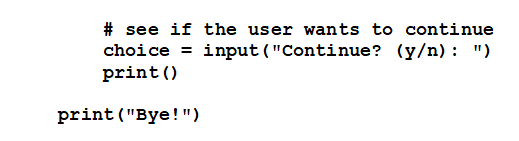 # see if the user wants to continue
choice = input("Continue? (y/n): ")
print()
print("Bye!")